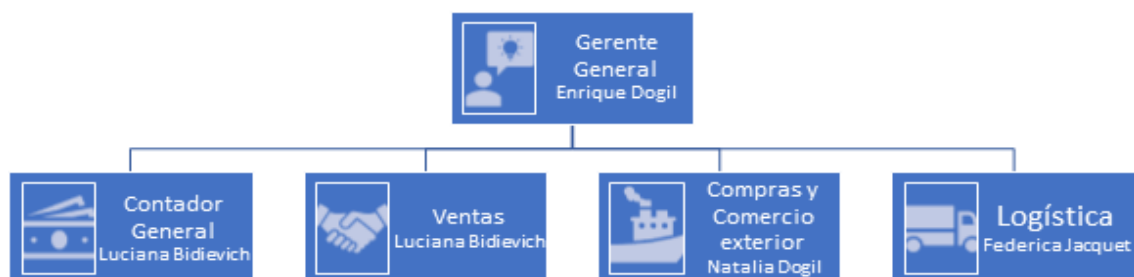 Gerente
General
Enrique Dogil
Contador
General
Luciana Bidievich
Ventas
Luciana Bidievich
Compras y
Comercio
exterior
Natalia Dogil
Logística
Federica Jacquet